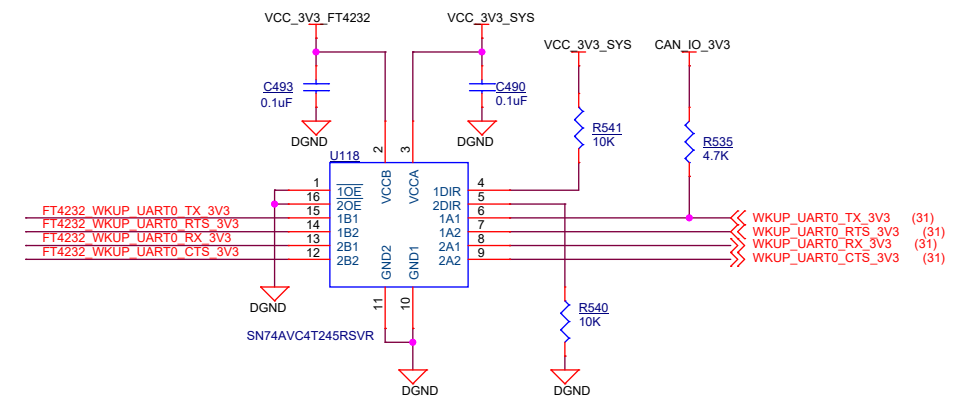 VCC_3V3_FT4232
VCC_3V3_SYS
VCC_3V3_SYS
CAN_IO_3V3
C493
0.1uF
C490
0.1uF
R541
10K
R535
4.7K
DGND
DGND
U118
2
3
VCCB
VCCA
1 1OE
16 2OE
15 1B1
14 1B2
13 2B1
12 2B2
1DIR 4
2DIR 5
1A1 6
1A2 7
2A1 8
2A2 9
GND2
GND1
11
10
FT4232_WKUP_UART0_TX_3V3
FT4232_WKUP_UART0_RTS_3V3
FT4232_WKUP_UART0_RX_3V3
FT4232_WKUP_UART0_CTS_3V3
WKUP_UART0_TX_3V3 (31)
WKUP_UART0_RTS_3V3 (31)
WKUP_UART0_RX_3V3 (31)
WKUP_UART0_CTS_3V3 (31)
DGND
R540
10K
SN74AVC4T245RSVR
DGND
DGND